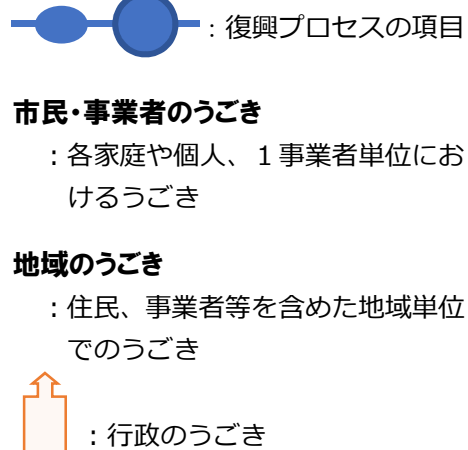 ：復興プロセスの項目
市民・事業者のうごき
：各家庭や個人、１事業者単位にお
けるうごき
地域のうごき
：住民、事業者等を含めた地域単位
でのうごき
：行政のうごき